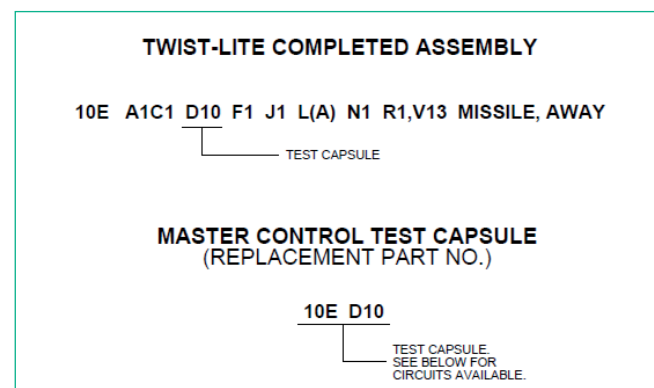 TWIST-LITE COMPLETED ASSEMBLY
10E A1C1 D10 F1 J1 L(A) N1 R1,V13 MISSILE, AWAY
TEST CAPSULE
MASTER CONTROL TEST CAPSULE
(REPLACEMENT PART NO.)
10E D10
TEST CAPSULE.
SEE BELOW FOR
CIRCUITS AVAILABLE.